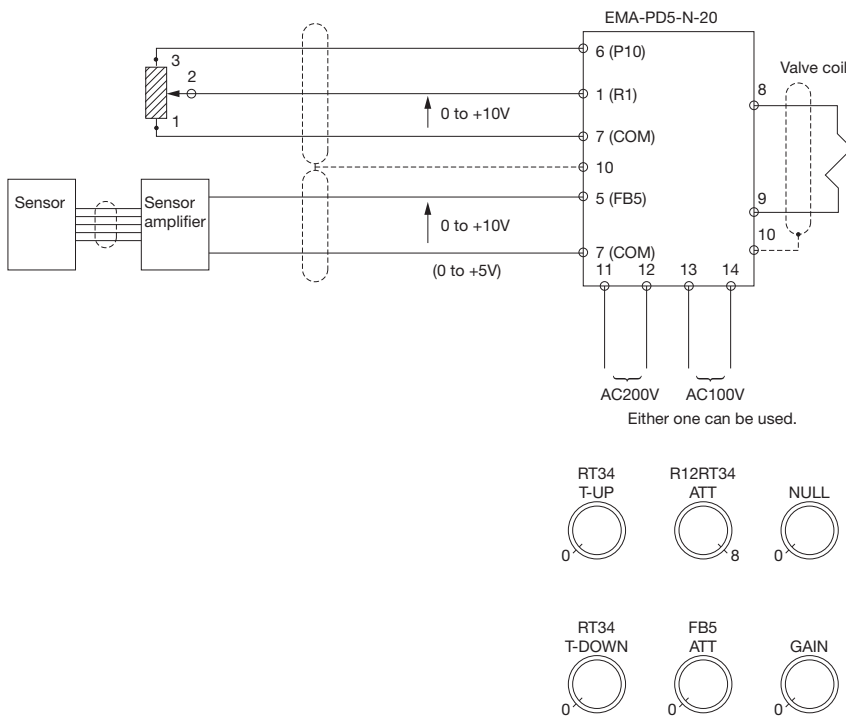 EMA-PD5-N-20
3
2
1
6 (P10)
1 (R1)
0 to +10V
7 (COM)
10
Sensor
Sensor
amplifier
5 (FB5)
0 to +10V
7 (COM)
(0 to +5V)
Valve coil
8
9
10
11 12 13 14
AC200V AC100V
Either one can be used.
RT34
T-UP
0
R12RT34
ATT
8
NULL
0
RT34
T-DOWN
0
FB5
ATT
0
GAIN
0